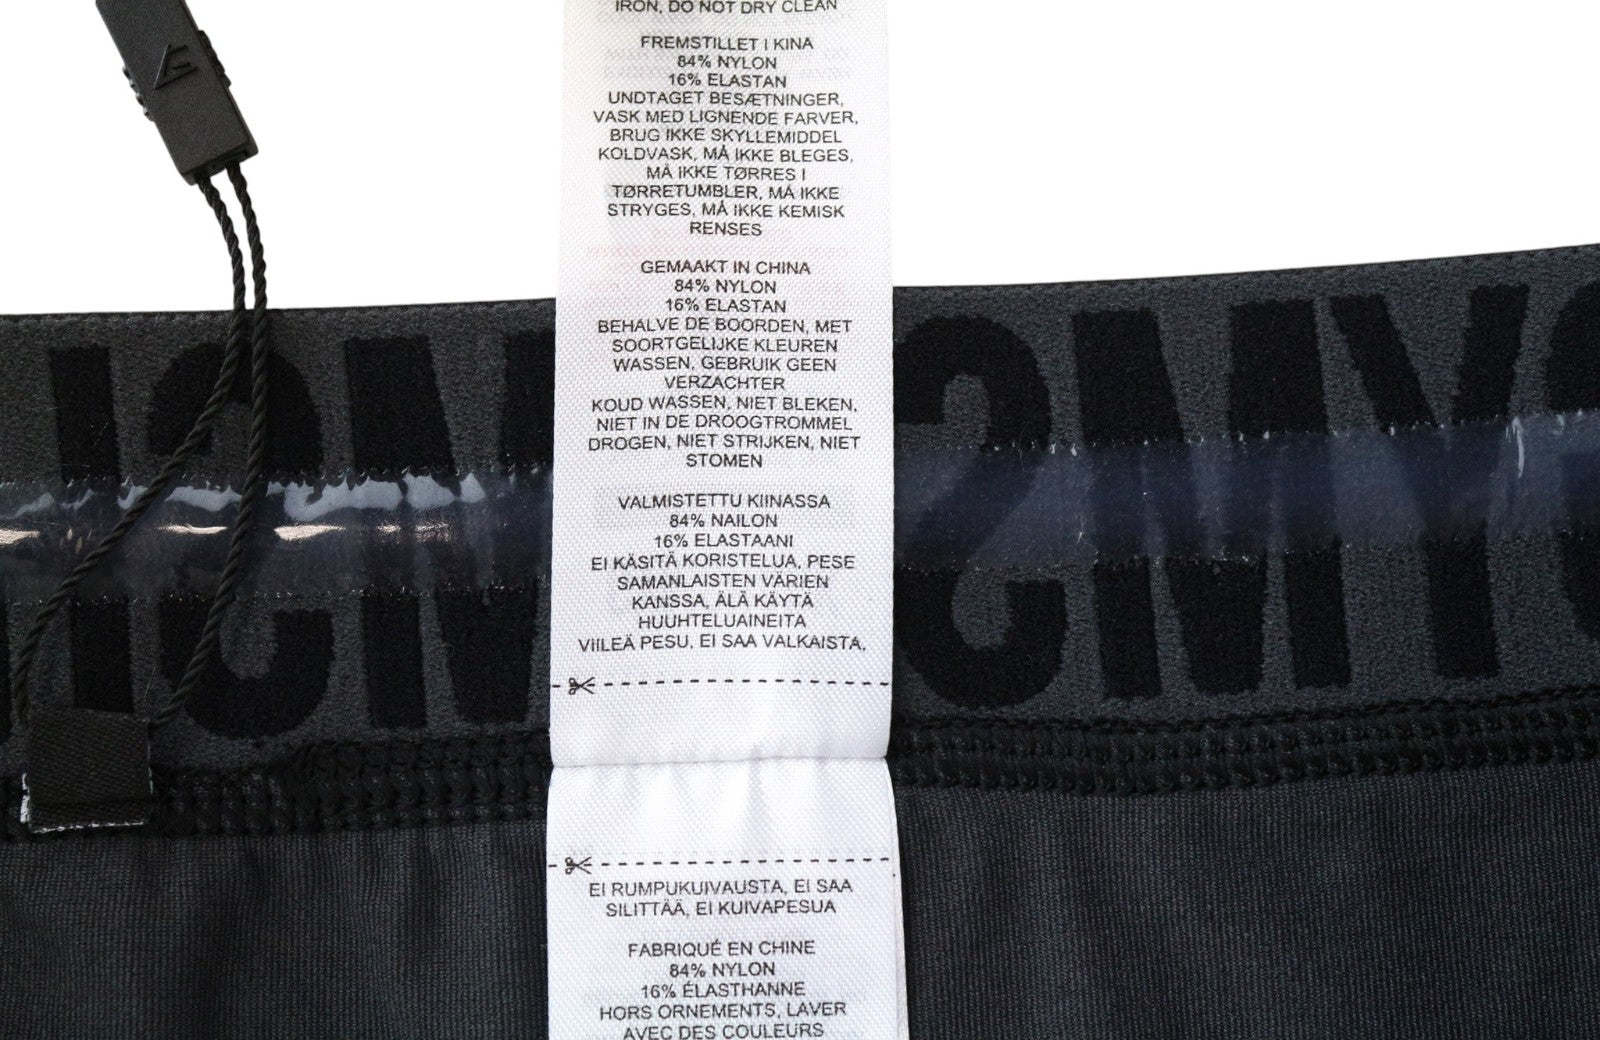 IRON, DO NOT DRY CLEAN
FREMSTILLET I KINA
84% NYLON
16% ELASTAN
UNDTAGET BESÆTNINGER,
VASK MED LIGNENDE FARVER,
BRUG IKKE SKYLLEMIDDEL
KOLDVASK, MÅ IKKE BLEGES,
MÅ IKKE TØRRES I
TØRRETUMBLER, MÅ IKKE
STRYGES, MÅ IKKE KEMISK
RENSES
GEMAAKT IN CHINA
84% NYLON
16% ELASTAN
BEHALVE DE BOORDEN, MET
SOORTGELIJKE KLEUREN
WASSEN, GEBRUIK GEEN
VERZACHTER
KOUD WASSEN, NIET BLEKEN,
NIET IN DE DROOGTROMMEL
DROGEN, NIET STRIJKEN, NIET
STOMEN
VALMISTETTU KIINASSA
84% NAILON
16% ELASTAANI
EI KÄSITÄ KORISTELUA, PESE
SAMANLAISTEN VÄRIEN
KANSSA, ÄLÄ KÄYTÄ
HUUHTELUAINEITA
VIILEÄ PESU, EI SAA VALKAISTA,
EI RUMPUKUIVAUSTA, EI SAA
SILITTÄÄ, EI KUIVAPESUA
FABRIQUÉ EN CHINE
84% NYLON
16% ÉLASTHANNE
HORS ORNEMENTS, LAVER
AVEC DES COULEURS